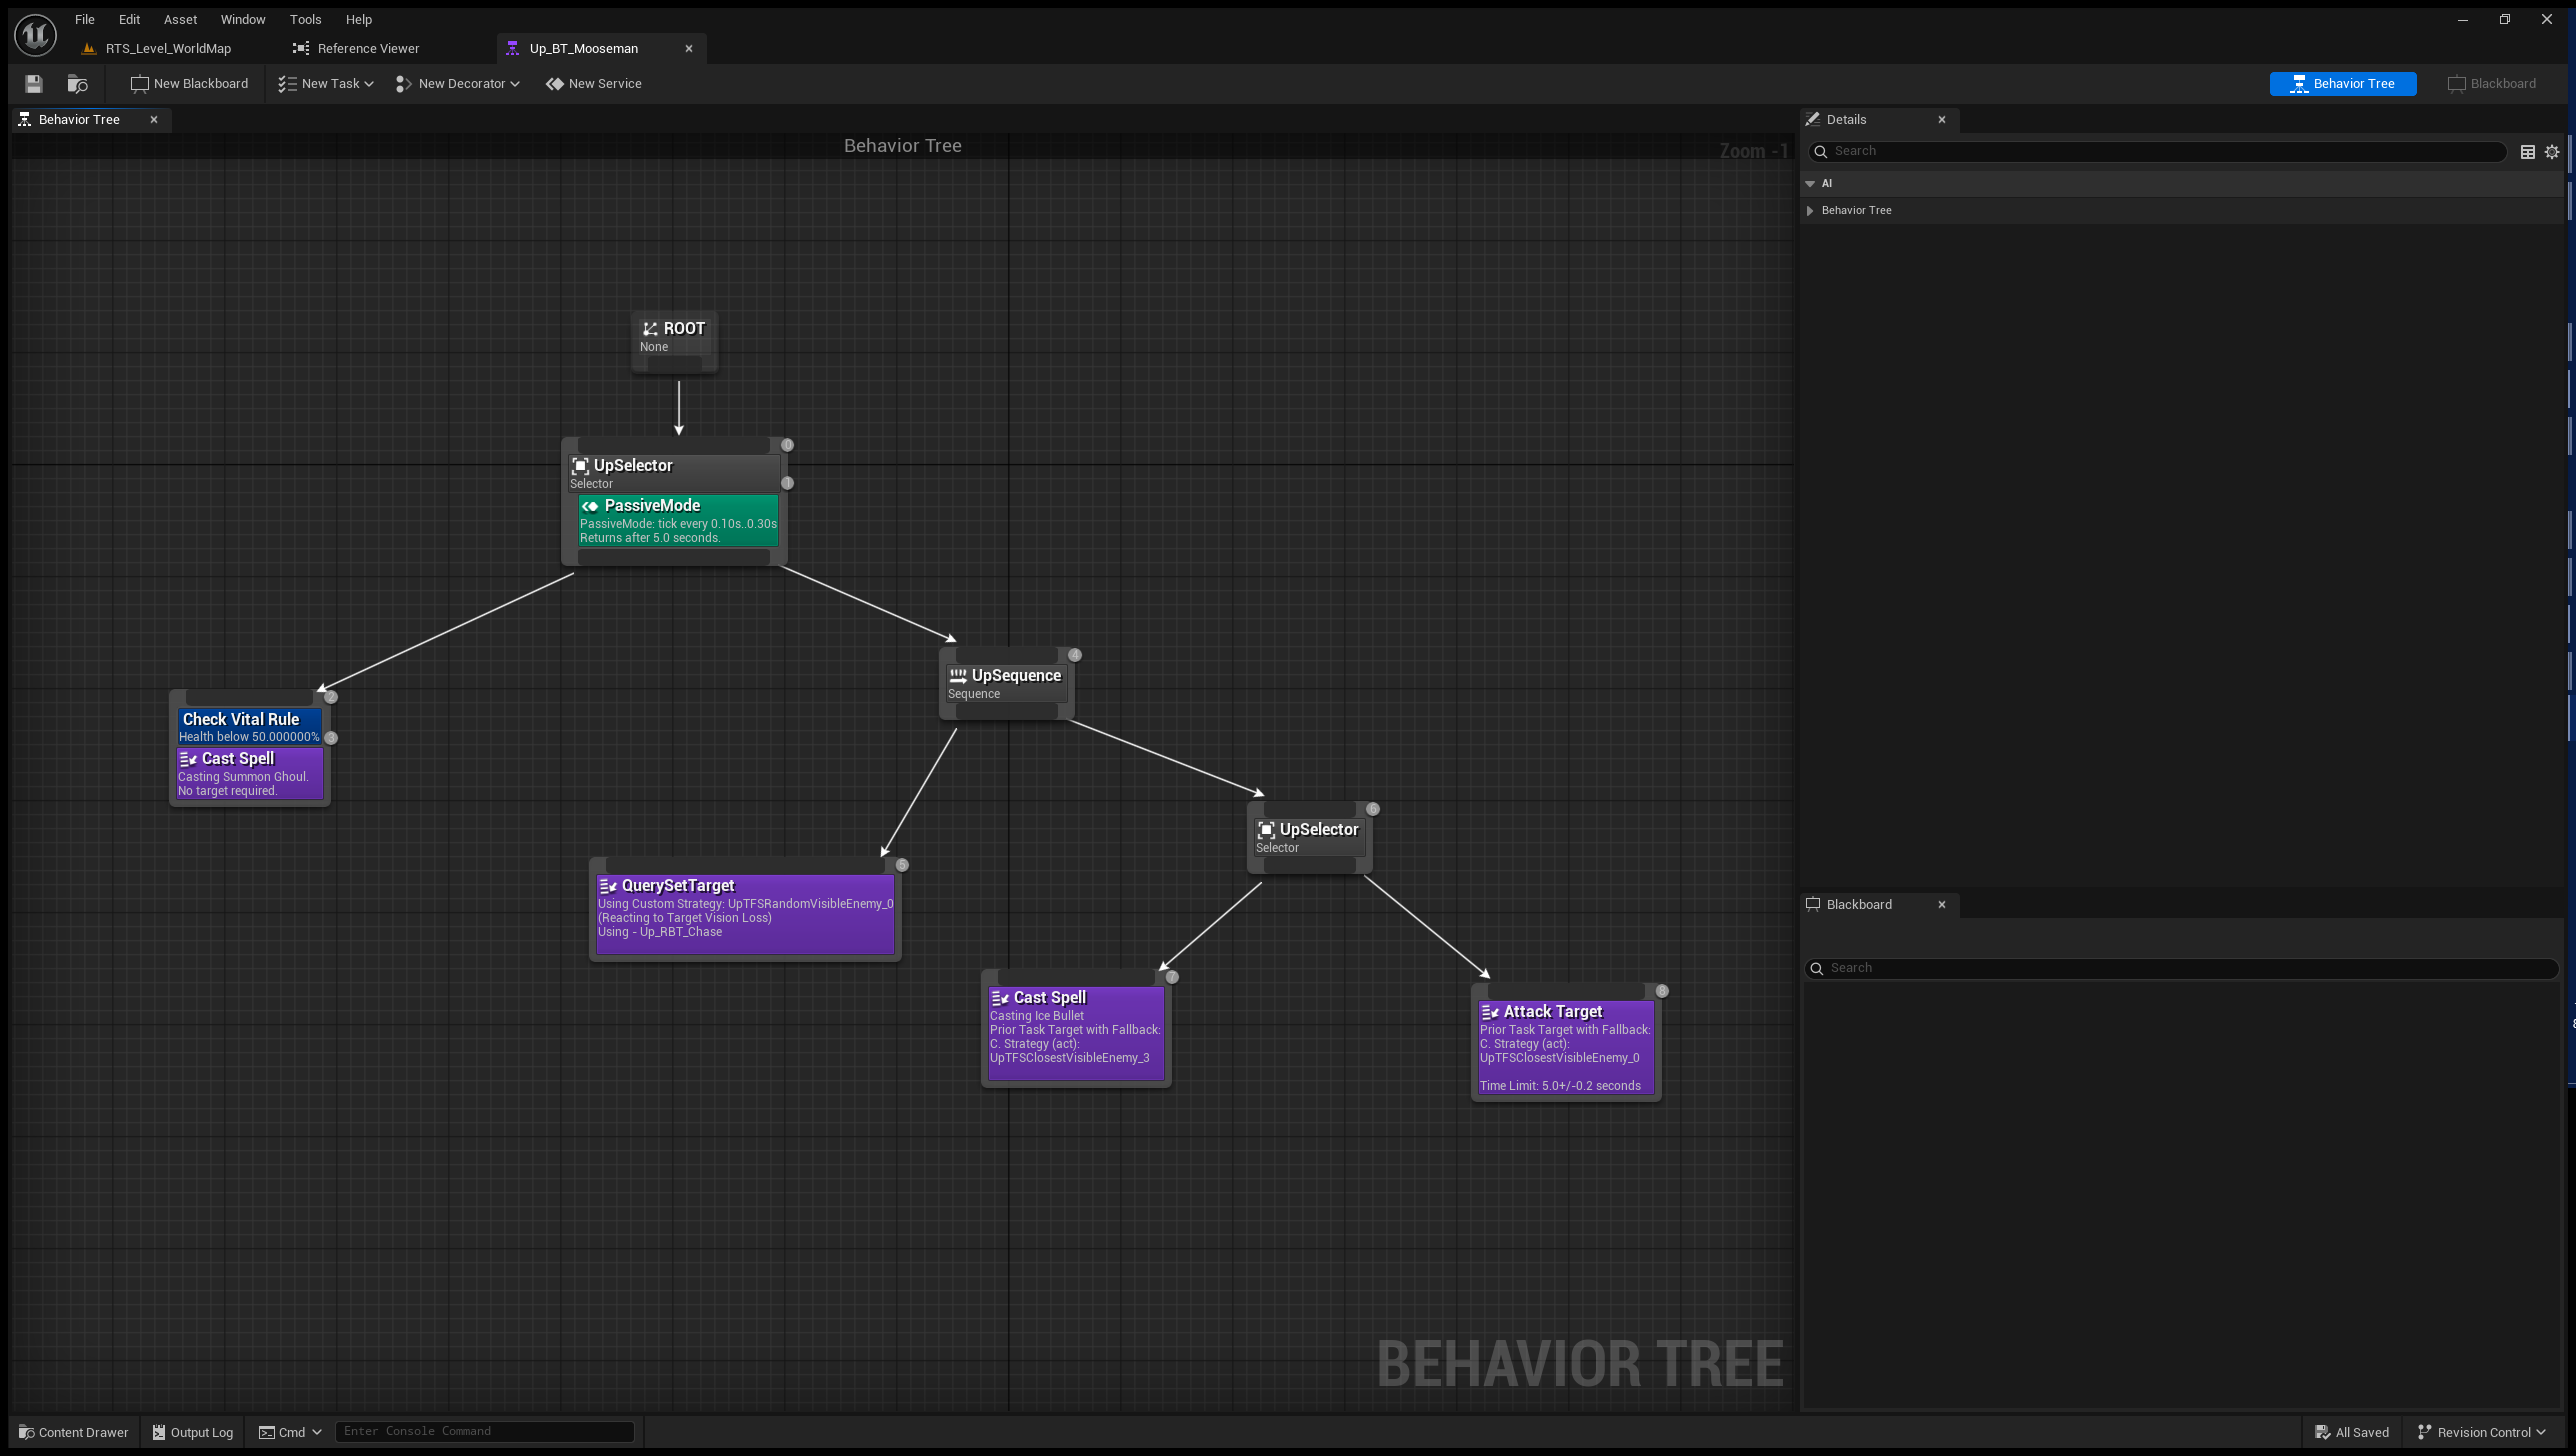 File Edit Asset Window Tools Help
RTS_Level_WorldMap Reference Viewer Up_BT_Mooseman
New Blackboard New Task New Decorator New Service Behavior Tree Blackboard
Behavior Tree
Behavior Tree
Zoom -1
Details
Search
AI
Behavior Tree
ROOT
None
0
UpSelector
Selector
1
PassiveMode
PassiveMode: tick every 0.10s..0.30s
Returns after 5.0 seconds.
4
UpSequence
Sequence
2
Check Vital Rule
Health below 50.000000%
3
Cast Spell
Casting Summon Ghoul.
No target required.
6
UpSelector
Selector
5
QuerySetTarget
Using Custom Strategy: UpTFSRandomVisibleEnemy_0
(Reacting to Target Vision Loss)
Using - Up_RBT_Chase
7
Cast Spell
Casting Ice Bullet
Prior Task Target with Fallback:
C. Strategy (act):
UpTFSClosestVisibleEnemy_3
8
Attack Target
Prior Task Target with Fallback:
C. Strategy (act):
UpTFSClosestVisibleEnemy_0
Time Limit: 5.0+/-0.2 seconds
Blackboard
Search
BEHAVIOR TREE
Content Drawer Output Log Cmd Enter Console Command All Saved Revision Control